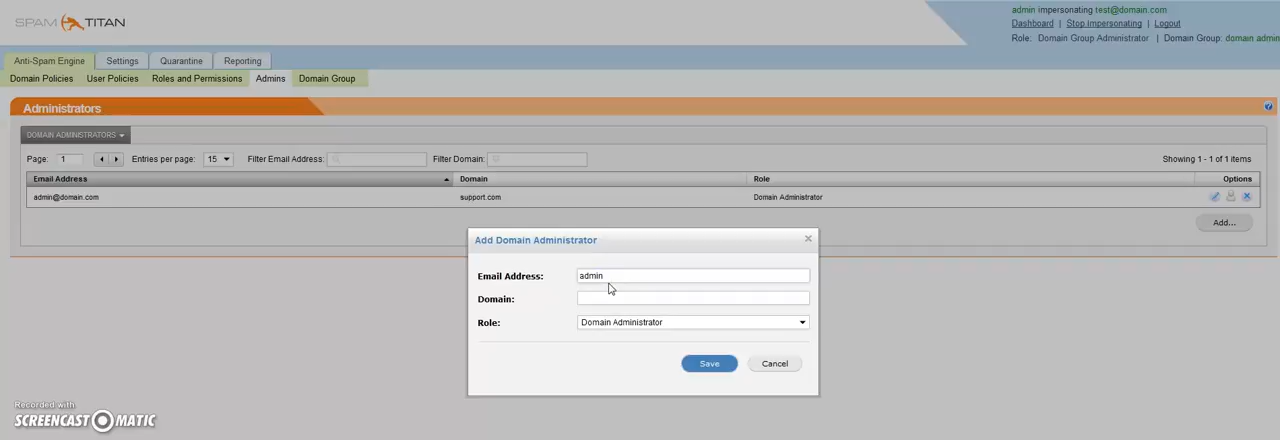 SPAM TITAN
admin impersonating test@domain.com
Dashboard | Stop impersonating | Logout
Role: Domain Group Administrator | Domain Group: domain admin
Anti-Spam Engine Settings Quarantine Reporting
Domain Policies User Policies Roles and Permissions Admins Domain Group
Administrators
DOMAIN ADMINISTRATORS
Page: 1 Entries per page: 15 Filter Email Address: Filter Domain: Showing 1 - 1 of 1 items
Email Address Domain Role Options
admin@domain.com support.com Domain Administrator
Add...
Add Domain Administrator
Email Address: admin
Domain:
Role: Domain Administrator
Save Cancel
Recorded with
SCREENCAST MATIC